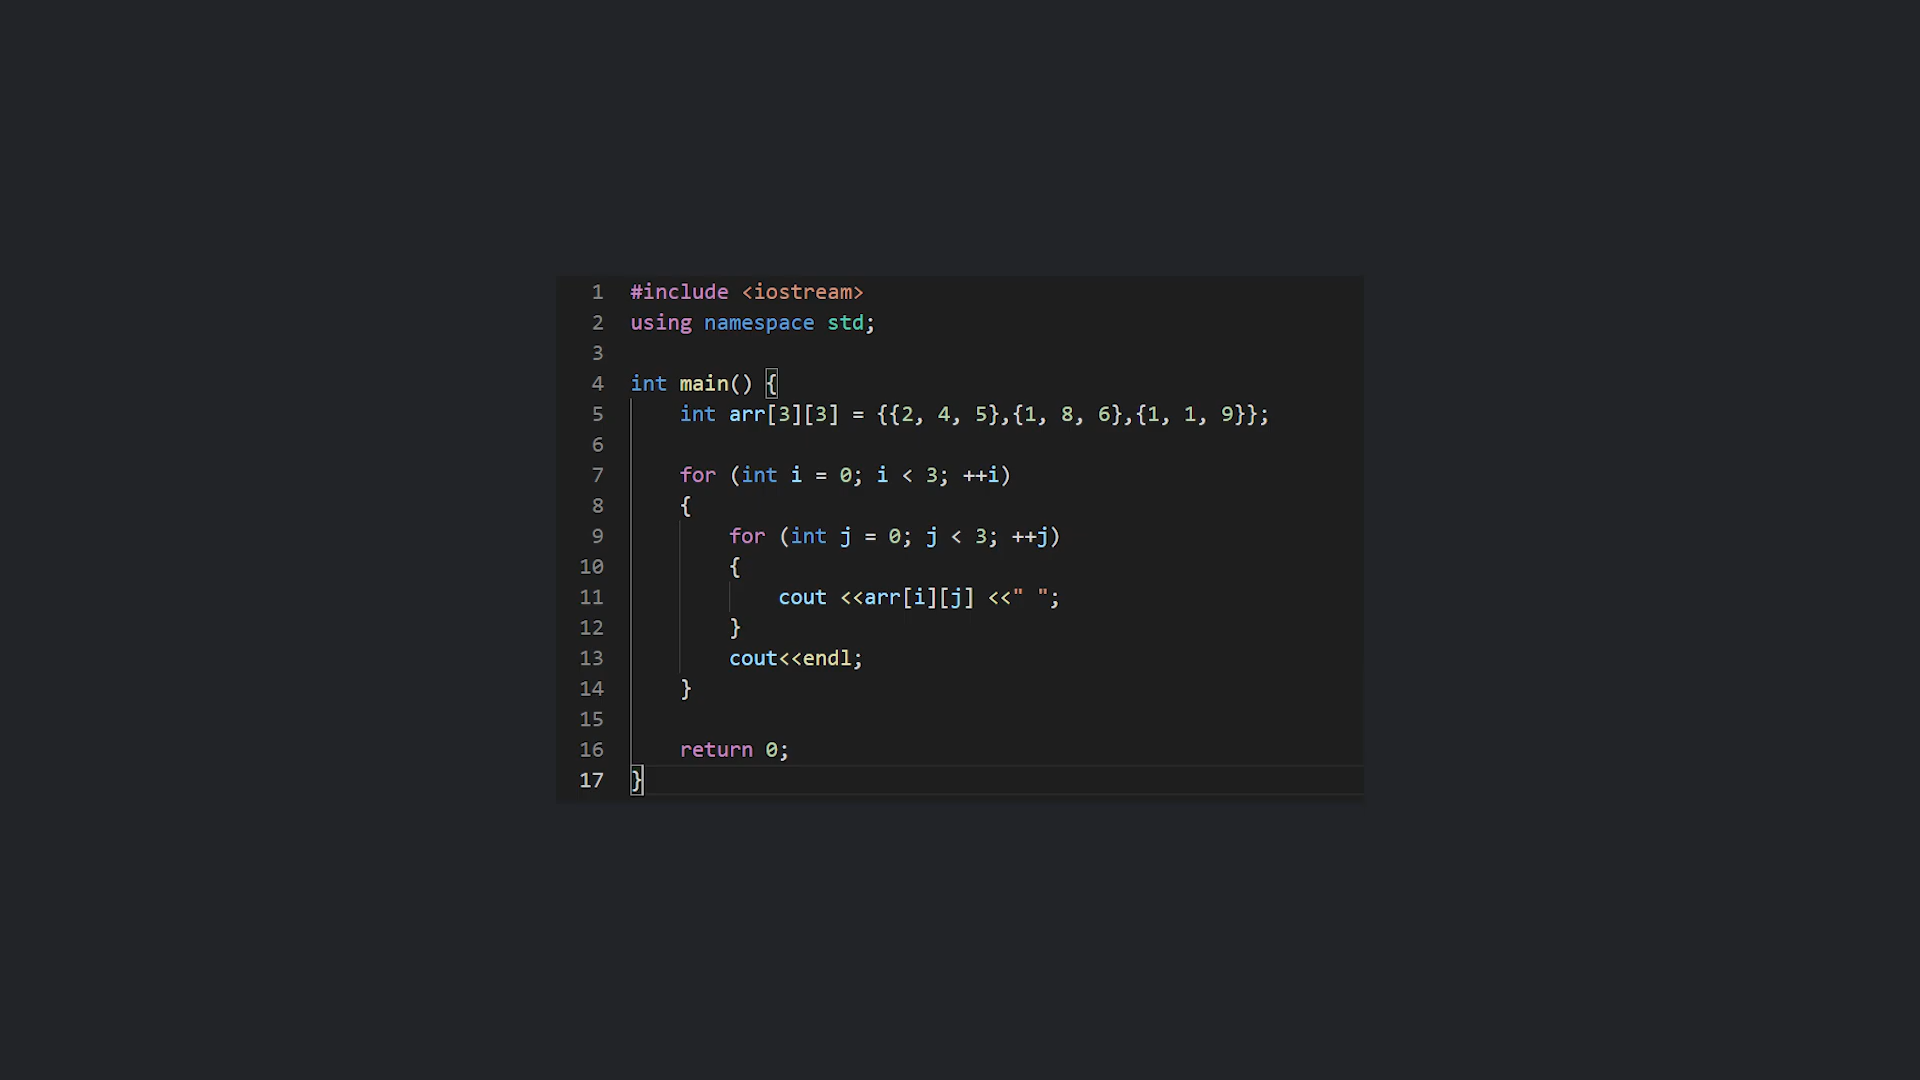 1 #include <iostream>
2 using namespace std;
3
4 int main() {
5     int arr[3][3] = {{2, 4, 5},{1, 8, 6},{1, 1, 9}};
6
7     for (int i = 0; i < 3; ++i)
8     {
9         for (int j = 0; j < 3; ++j)
10         {
11             cout <<arr[i][j] <<" ";
12         }
13         cout<<endl;
14     }
15
16     return 0;
17 }